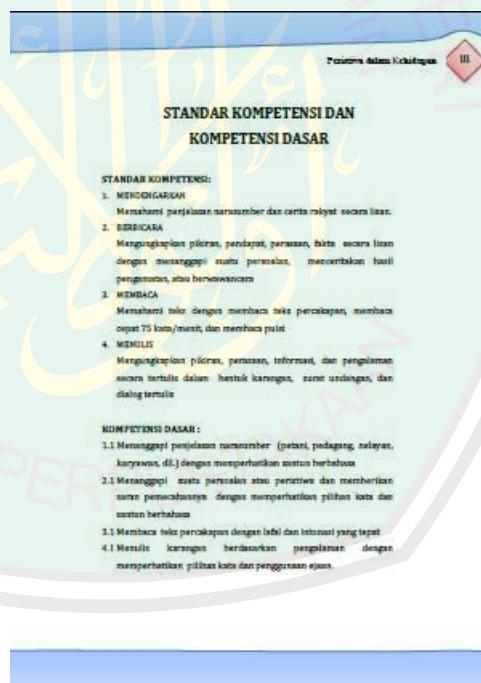 Peristiwa dalam Kehidupan III
STANDAR KOMPETENSI DAN
KOMPETENSI DASAR
STANDAR KOMPETENSI:
1. MENDENGARKAN
Memahami penjelasan narasumber dan cerita rakyat secara lisan.
2. BERBICARA
Mengungkapkan pikiran, pendapat, perasaan, fakta secara lisan
dengan menanggapi suatu persoalan, menceritakan hasil
pengamatan, atau berwawancara
3. MEMBACA
Memahami teks dengan membaca teks percakapan, membaca
cepat 75 kata/menit, dan membaca puisi
4. MENULIS
Mengungkapkan pikiran, perasaan, informasi, dan pengalaman
secara tertulis dalam bentuk karangan, surat undangan, dan
dialog tertulis
KOMPETENSI DASAR :
1.1 Menanggapi penjelasan narasumber (petani, pedagang, nelayan,
karyawan, dll.) dengan memperhatikan santun berbahasa
2.1 Menanggapi suatu persoalan atau peristiwa dan memberikan
saran pemecahannya dengan memperhatikan pilihan kata dan
santun berbahasa
3.1 Membaca teks percakapan dengan lafal dan intonasi yang tepat
4.1 Menulis karangan berdasarkan pengalaman dengan
memperhatikan pilihan kata dan penggunaan ejaan.